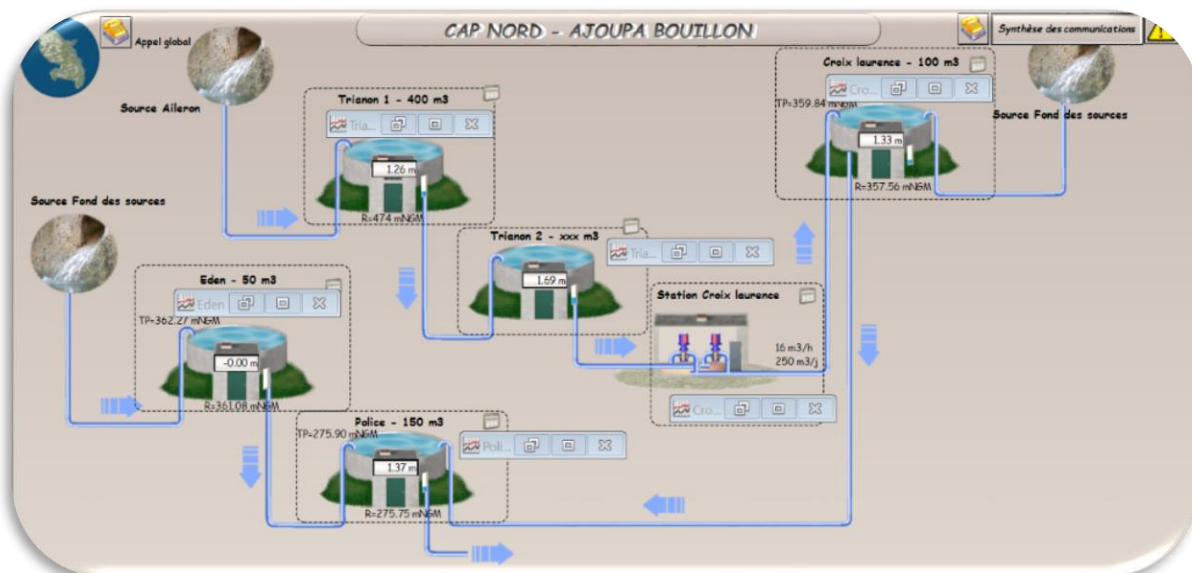 CAP NORD - AJOUPA BOUILLON
Appel global
Synthèse des communications
Source Aileron
Trianon 1 - 400 m3
Tria...
1.26 m
R=474 mNGM
Croix laurence - 100 m3
Cro...
TP=359.84 mNGM
1.33 m
R=357.56 mNGM
Source Fond des sources
Source Fond des sources
Eden - 50 m3
Eden
TP=362.27 mNGM
-0.00 m
R=361.08 mNGM
Trianon 2 - xxx m3
Tria...
1.69 m
Station Croix laurence
16 m3/h
250 m3/j
Cro...
Police - 150 m3
TP=275.90 mNGM
Poli...
1.37 m
R=275.75 mNGM